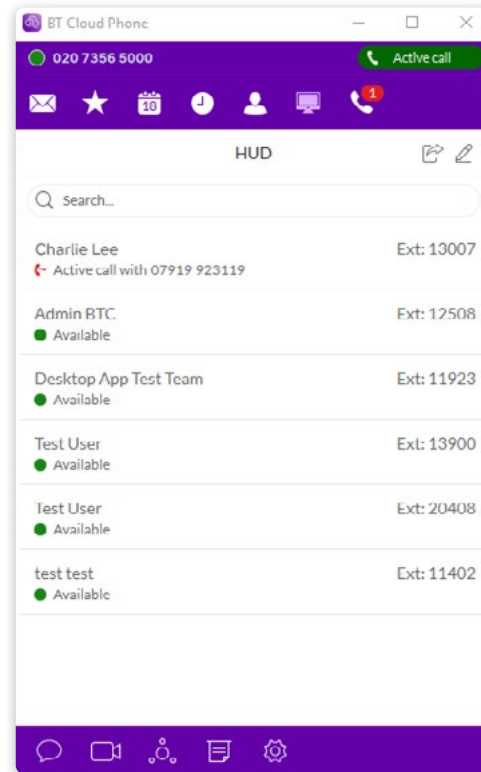 BT Cloud Phone
020 7356 5000
Active call
10
1
HUD
Search...
Charlie Lee
Ext: 13007
Active call with 07919 923119
Admin BTC
Ext: 12508
Available
Desktop App Test Team
Ext: 11923
Available
Test User
Ext: 13900
Available
Test User
Ext: 20408
Available
test test
Ext: 11402
Available